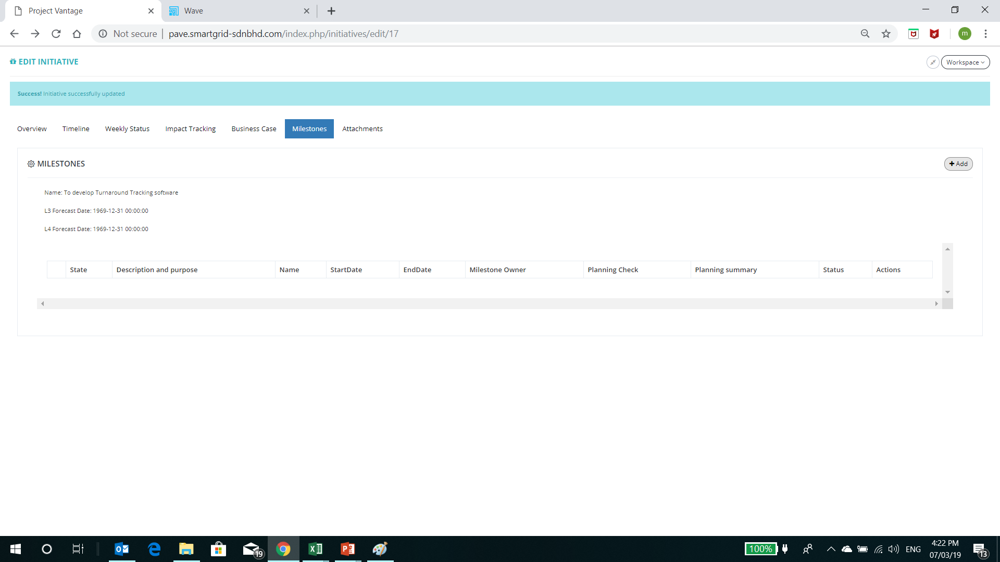 Project Vantage
Wave
Not secure
pave.smartgrid-sdnbhd.com/index.php/initiatives/edit/17
m
EDIT INITIATIVE
Workspace
Success! Initiative successfully updated
Overview
Timeline
Weekly Status
Impact Tracking
Business Case
Milestones
Attachments
MILESTONES
Add
Name: To develop Turnaround Tracking software
L3 Forecast Date: 1969-12-31 00:00:00
L4 Forecast Date: 1969-12-31 00:00:00
State
Description and purpose
Name
StartDate
EndDate
Milestone Owner
Planning Check
Planning summary
Status
Actions
19
100%
ENG
4:22 PM
07/03/19
13